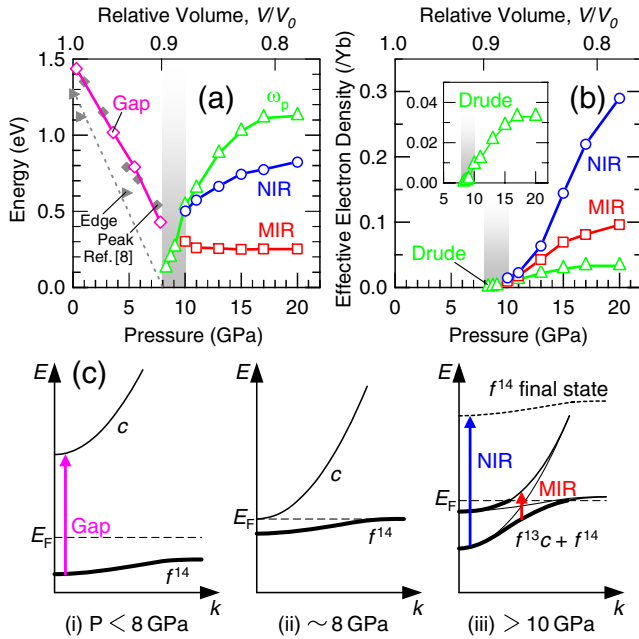 Relative Volume, V/V0
1.0 0.9 0.8
1.5
1.0
0.5
0.0
Energy (eV)
(a)
Gap
ωp
NIR
MIR
Edge
Peak
Ref. [8]
0 5 10 15 20
Pressure (GPa)
Relative Volume, V/V0
1.0 0.9 0.8
0.3
0.2
0.1
0.0
Effective Electron Density (/Yb)
(b)
0.04
0.02
0.00
Drude
5 10 15 20
NIR
MIR
Drude
0 5 10 15 20
Pressure (GPa)
(c)
E
c
EF
Gap
f14
k
(i) P < 8 GPa
E
c
EF
f14
k
(ii) ~ 8 GPa
E
f14 final state
NIR
EF
MIR
f13c + f14
k
(iii) > 10 GPa